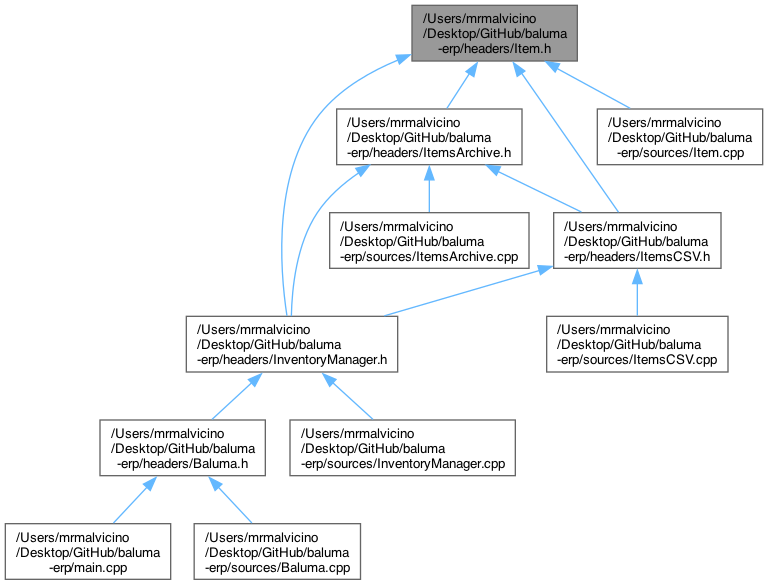 /Users/mrmalvicino
/Desktop/GitHub/baluma
-erp/headers/Item.h
/Users/mrmalvicino
/Desktop/GitHub/baluma
-erp/headers/ItemsArchive.h
/Users/mrmalvicino
/Desktop/GitHub/baluma
-erp/sources/Item.cpp
/Users/mrmalvicino
/Desktop/GitHub/baluma
-erp/sources/ItemsArchive.cpp
/Users/mrmalvicino
/Desktop/GitHub/baluma
-erp/headers/ItemsCSV.h
/Users/mrmalvicino
/Desktop/GitHub/baluma
-erp/headers/InventoryManager.h
/Users/mrmalvicino
/Desktop/GitHub/baluma
-erp/sources/ItemsCSV.cpp
/Users/mrmalvicino
/Desktop/GitHub/baluma
-erp/headers/Baluma.h
/Users/mrmalvicino
/Desktop/GitHub/baluma
-erp/sources/InventoryManager.cpp
/Users/mrmalvicino
/Desktop/GitHub/baluma
-erp/main.cpp
/Users/mrmalvicino
/Desktop/GitHub/baluma
-erp/sources/Baluma.cpp